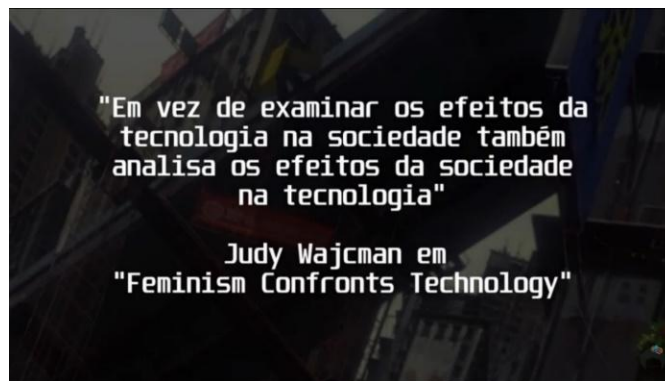 "Em vez de examinar os efeitos da
tecnologia na sociedade também
analisa os efeitos da sociedade
na tecnologia"
Judy Wajcman em
"Feminism Confronts Technology"